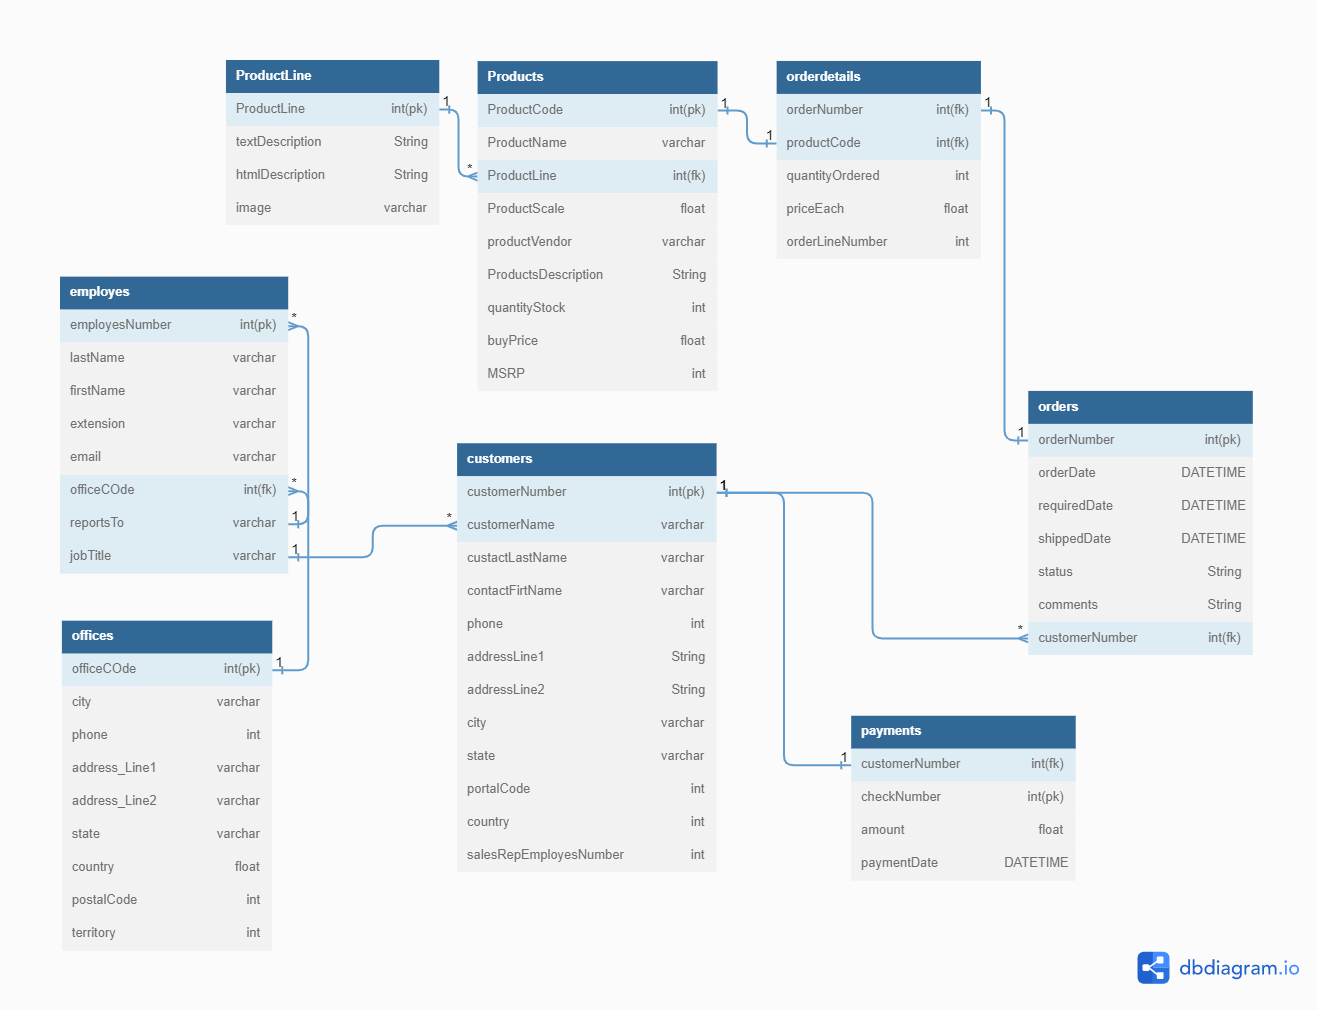 ProductLine
ProductLine int(pk)
textDescription String
htmlDescription String
image varchar
1
*
Products
ProductCode int(pk)
ProductName varchar
ProductLine int(fk)
ProductScale float
productVendor varchar
ProductsDescription String
quantityStock int
buyPrice float
MSRP int
1
1
orderdetails
orderNumber int(fk)
productCode int(fk)
quantityOrdered int
priceEach float
orderLineNumber int
1
1
employes
employesNumber int(pk)
lastName varchar
firstName varchar
extension varchar
email varchar
officeCOde int(fk)
reportsTo varchar
jobTitle varchar
*
*
1
1
*
customers
customerNumber int(pk)
customerName varchar
custactLastName varchar
contactFirtName varchar
phone int
addressLine1 String
addressLine2 String
city varchar
state varchar
portalCode int
country int
salesRepEmployesNumber int
1
orders
orderNumber int(pk)
orderDate DATETIME
requiredDate DATETIME
shippedDate DATETIME
status String
comments String
customerNumber int(fk)
*
offices
officeCOde int(pk)
city varchar
phone int
address_Line1 varchar
address_Line2 varchar
state varchar
country float
postalCode int
territory int
1
1
payments
customerNumber int(fk)
checkNumber int(pk)
amount float
paymentDate DATETIME
dbdiagram.io